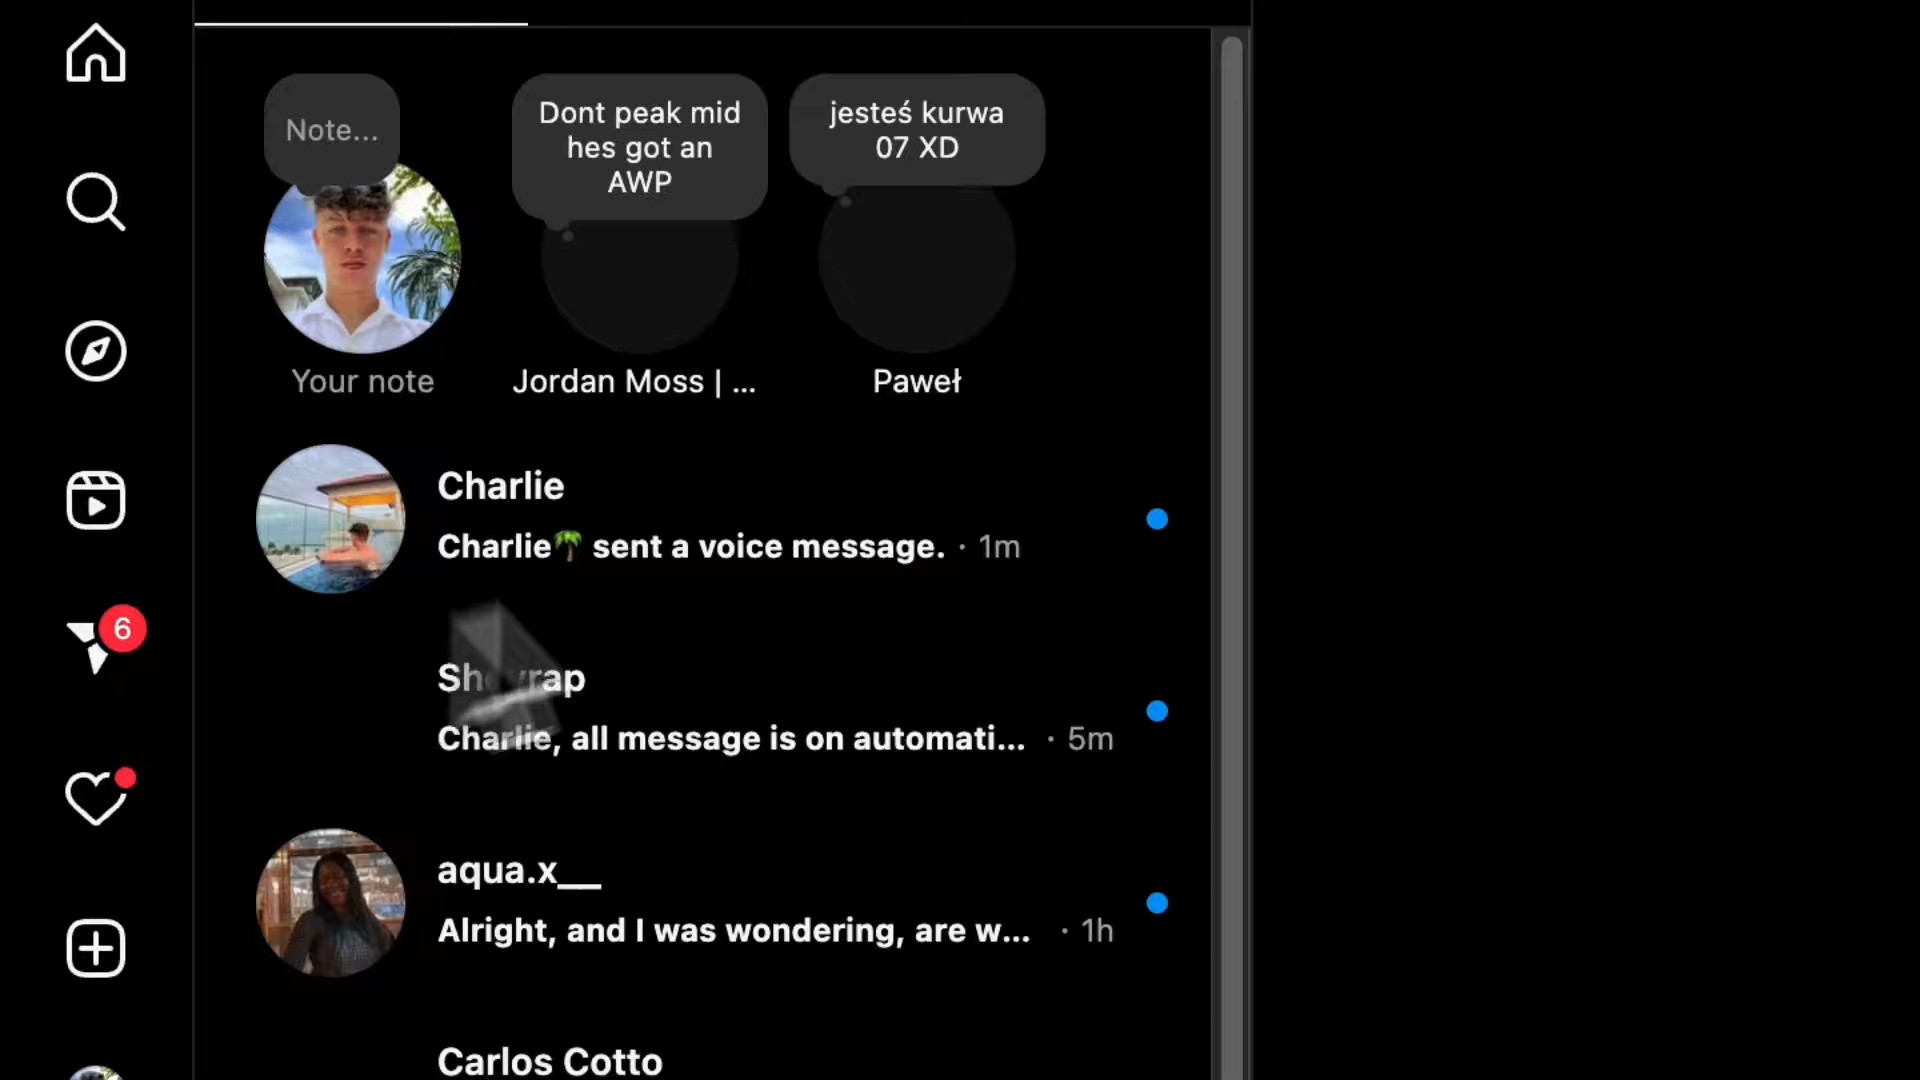 Note...
Dont peak mid
hes got an
AWP
jesteś kurwa
07 XD
Your note
Jordan Moss | ...
Paweł
Charlie
Charlie🌴 sent a voice message. · 1m
6
Charlie, all message is on automati... · 5m
aqua.x__
Alright, and I was wondering, are w... · 1h
Carlos Cotto